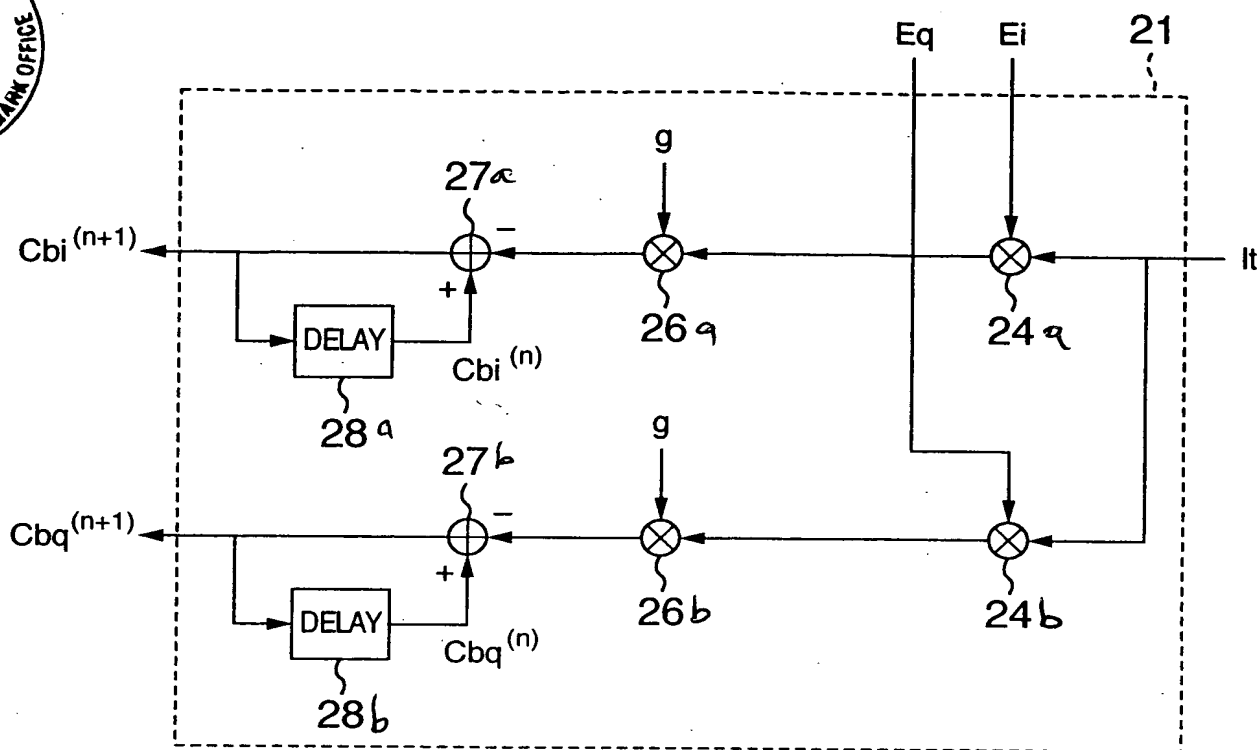 ARK OFFICE
Eq Ei 21
g
27a
Cbi (n+1) − It
+
DELAY 26a 24a
Cbi (n)
28a g
27b
Cbq (n+1) −
+
DELAY 26b 24b
Cbq (n)
28b